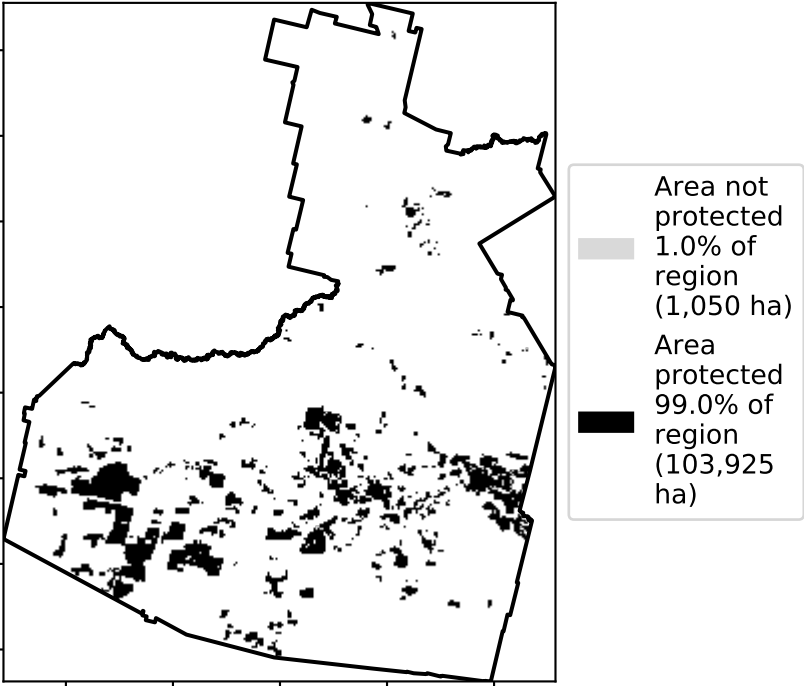 Area not
protected
1.0% of
region
(1,050 ha)
Area
protected
99.0% of
region
(103,925
ha)